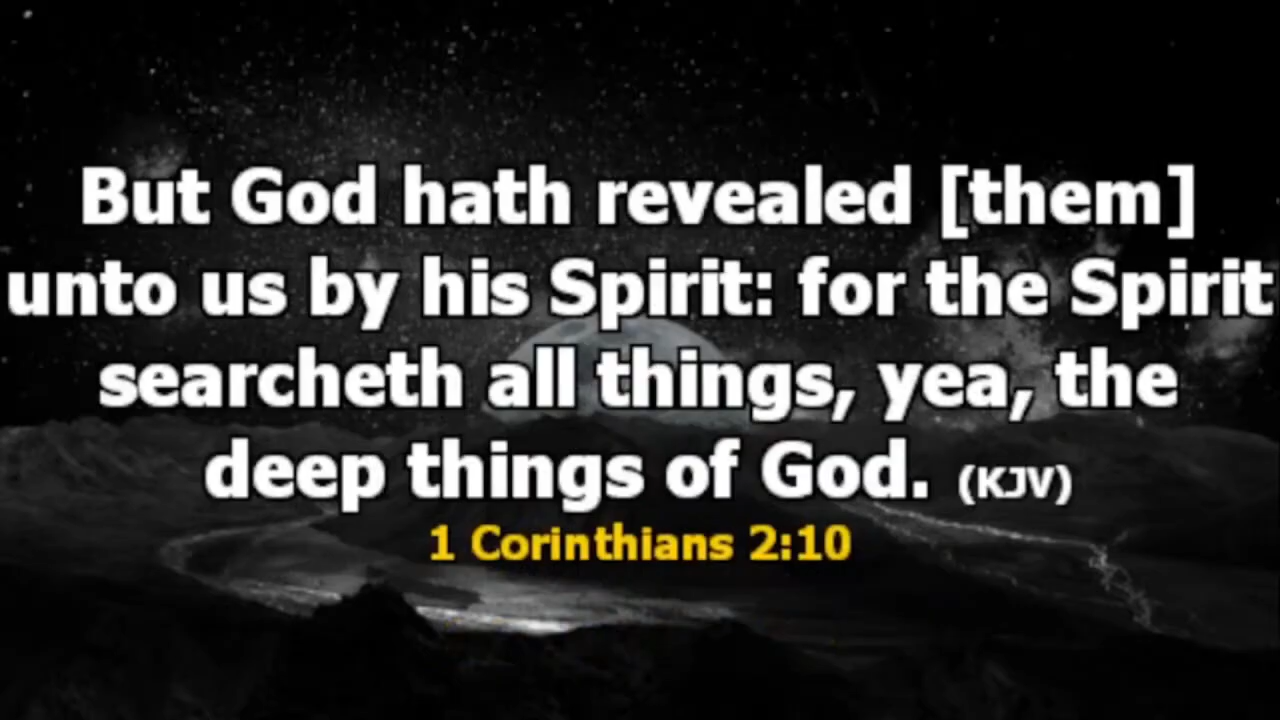 But God hath revealed [them]
unto us by his Spirit: for the Spirit
searcheth all things, yea, the
deep things of God. (KJV)
1 Corinthians 2:10